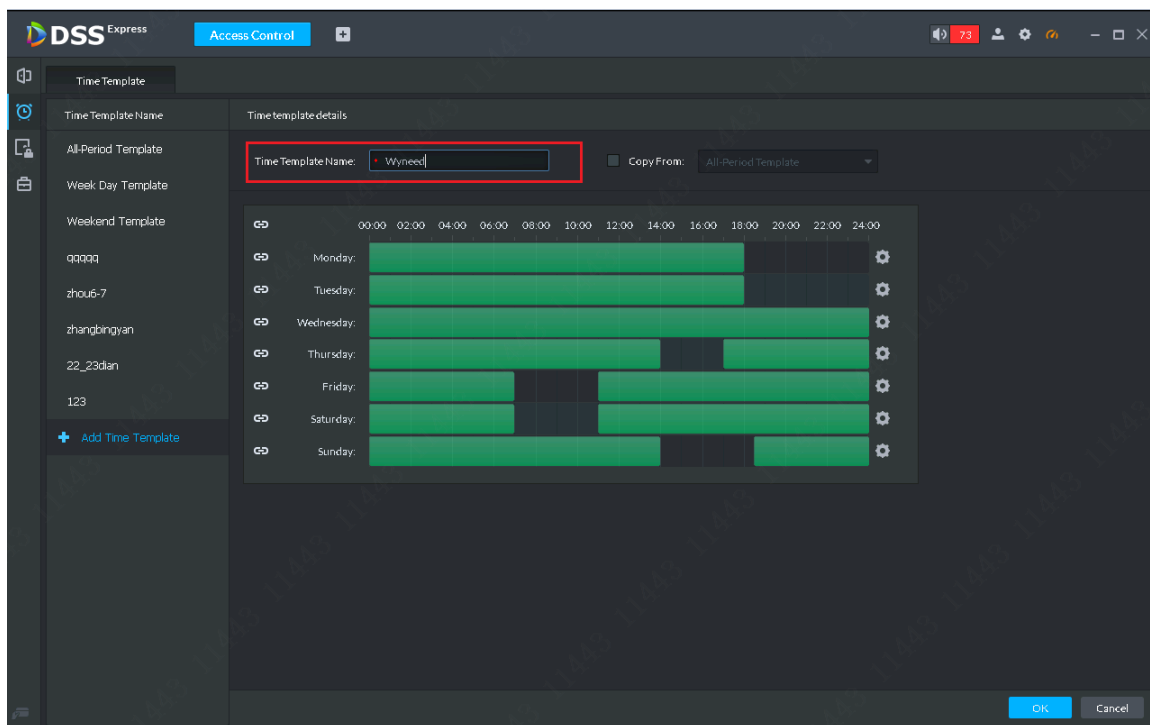 DSS Express
Access Control
73
Time Template
Time Template Name
All-Period Template
Week Day Template
Weekend Template
qqqqq
zhou6-7
zhangbingyan
22_23dian
123
Add Time Template
Time template details
Time Template Name: * Wyneed
Copy From: All-Period Template
00:00 02:00 04:00 06:00 08:00 10:00 12:00 14:00 16:00 18:00 20:00 22:00 24:00
Monday:
Tuesday:
Wednesday:
Thursday:
Friday:
Saturday:
Sunday:
OK Cancel
11443 11443